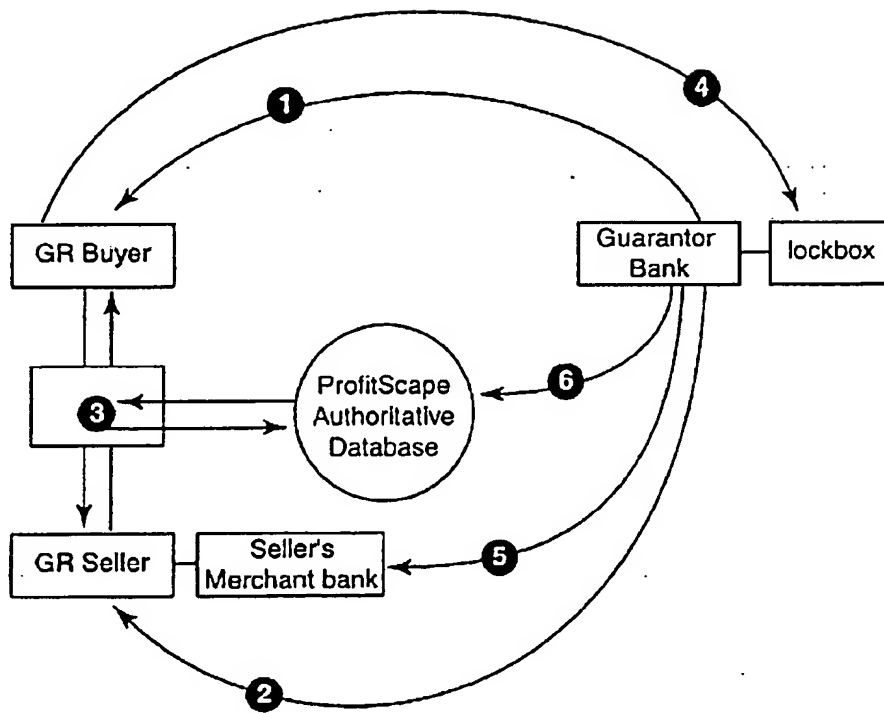 4
1
GR Buyer
Guarantor
Bank
lockbox
ProfitScape
Authoritative
Database
6
3
GR Seller
Seller's
Merchant bank
5
2